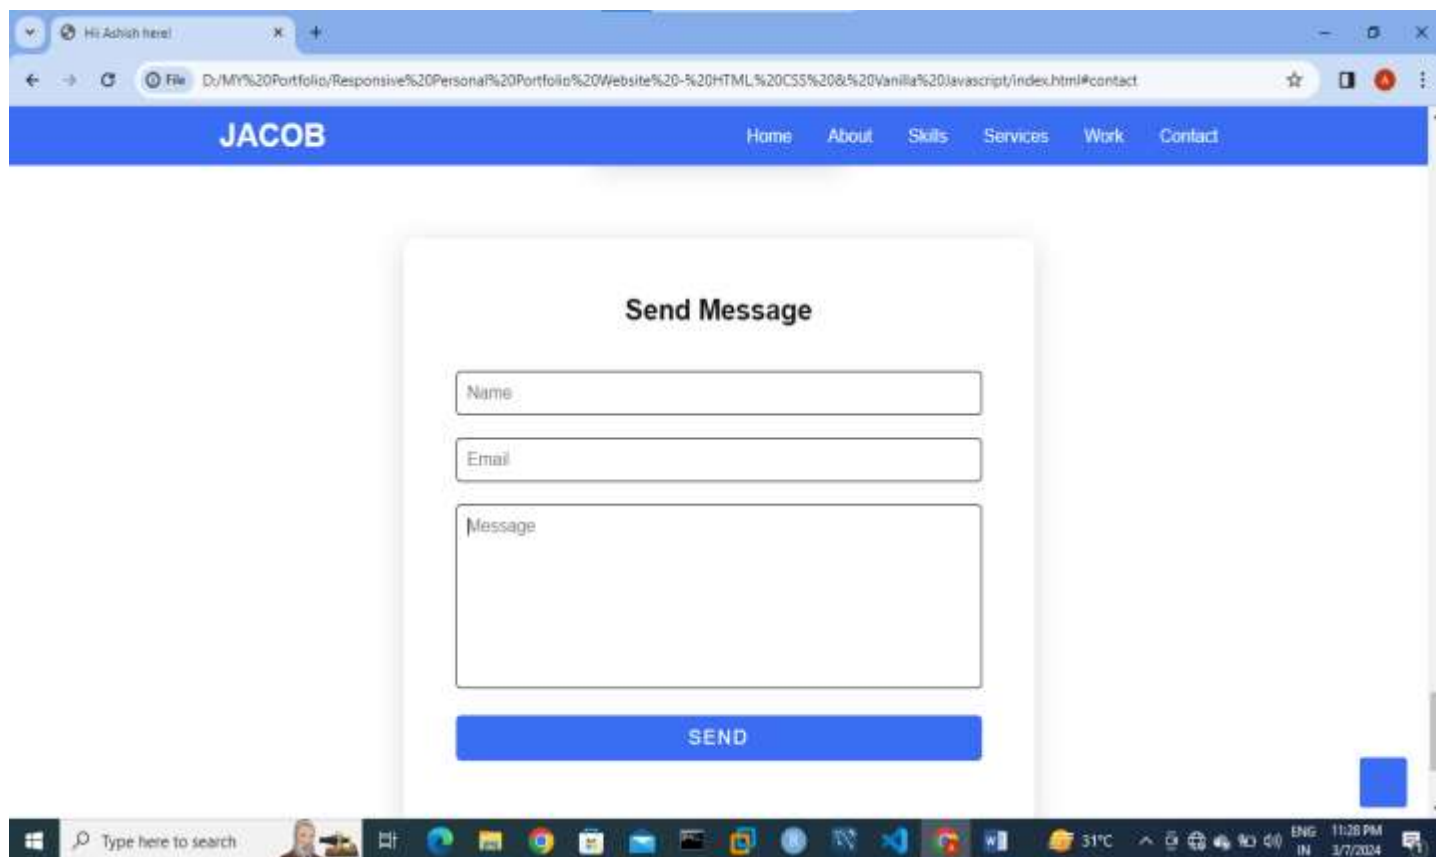 Hi Ashish here!
File D:/MY%20Portfolio/Responsive%20Personal%20Portfolio%20Website%20-%20HTML,%20CSS%20&%20Vanilla%20Javascript/index.html#contact
JACOB Home About Skills Services Work Contact
Send Message
Name
Email
Message
SEND
Type here to search 31°C ENG 11:28 PM
IN 3/7/2024